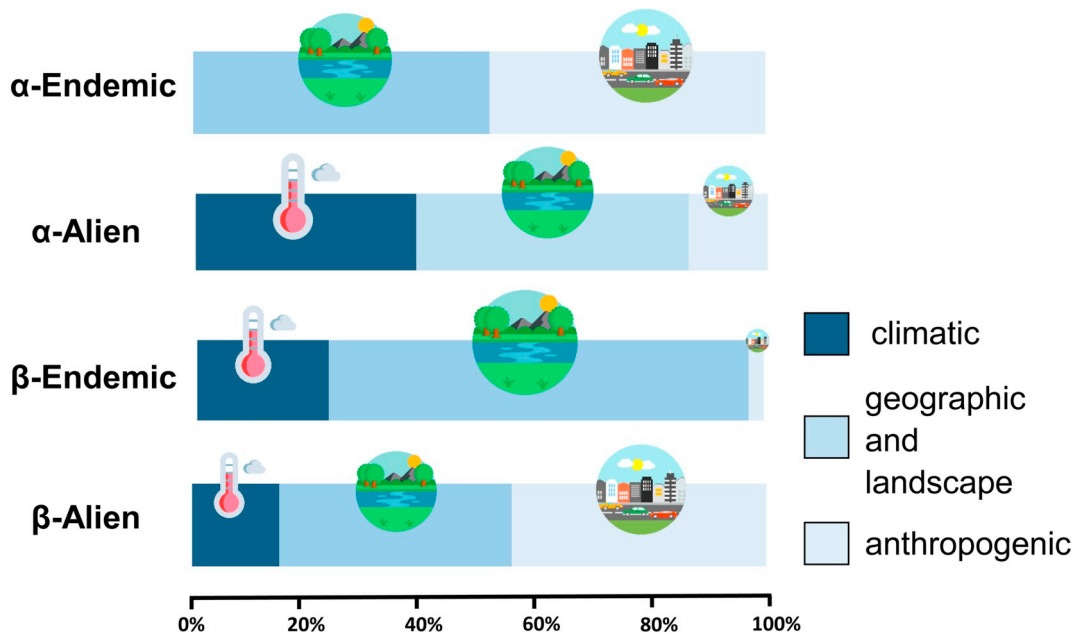 α-Endemic
α-Alien
β-Endemic
β-Alien
climatic
geographic
and
landscape
anthropogenic
0% 20% 40% 60% 80% 100%